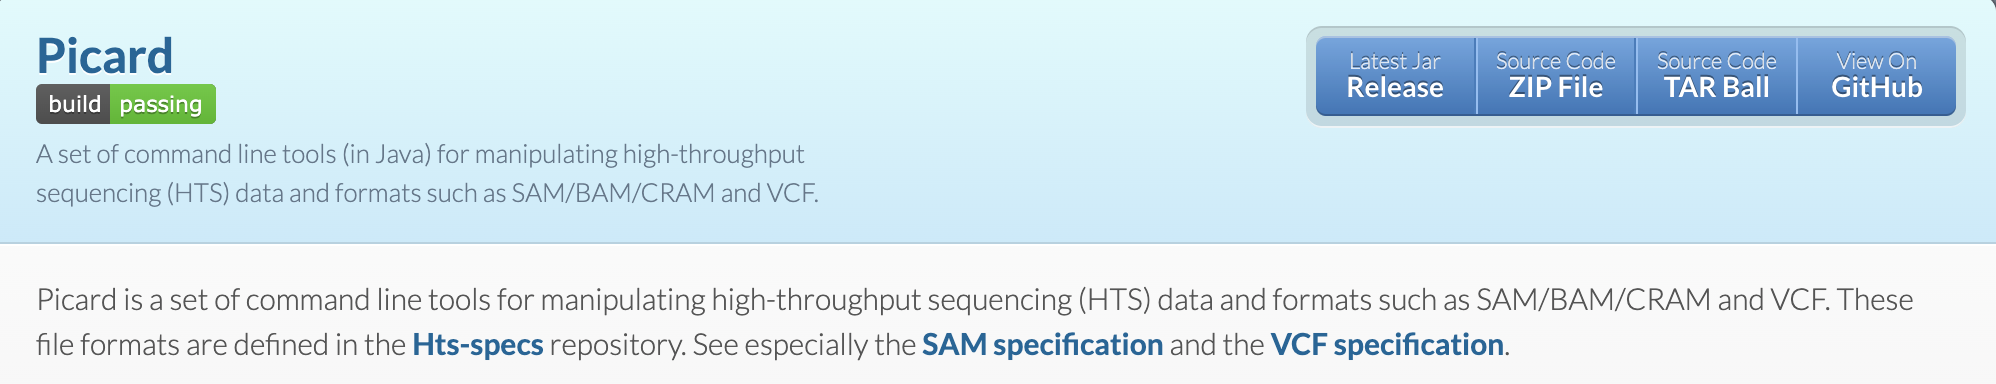 Picard
build passing
A set of command line tools (in Java) for manipulating high-throughput
sequencing (HTS) data and formats such as SAM/BAM/CRAM and VCF.
Latest Jar
Release
Source Code
ZIP File
Source Code
TAR Ball
View On
GitHub
Picard is a set of command line tools for manipulating high-throughput sequencing (HTS) data and formats such as SAM/BAM/CRAM and VCF. These
file formats are defined in the Hts-specs repository. See especially the SAM specification and the VCF specification.